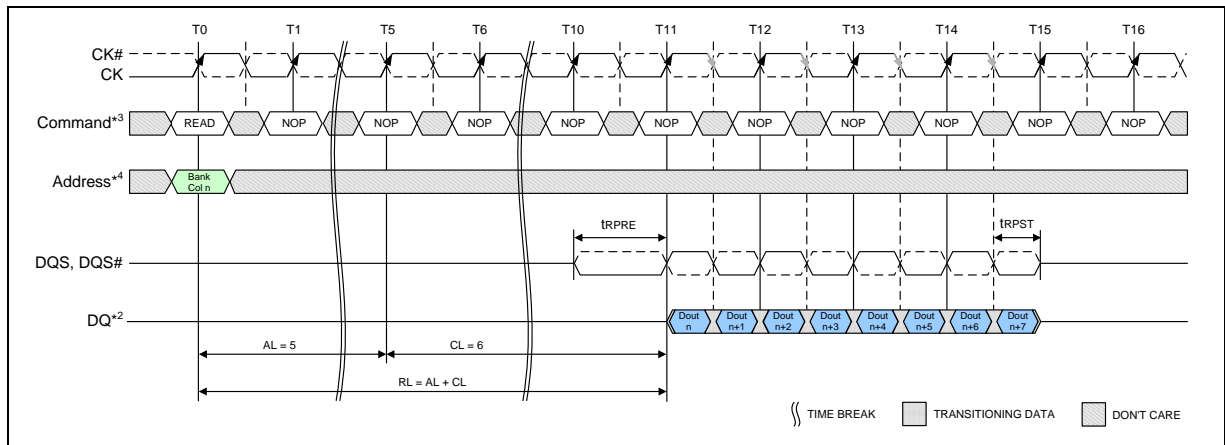 T0 T1 T5 T6 T10 T11 T12 T13 T14 T15 T16
CK#
CK
Command*3 READ NOP NOP NOP NOP NOP NOP NOP NOP NOP NOP
Address*4 Bank
Col n
tRPRE tRPST
DQS, DQS#
DQ*2 Dout n Dout n+1 Dout n+2 Dout n+3 Dout n+4 Dout n+5 Dout n+6 Dout n+7
AL = 5 CL = 6
RL = AL + CL
TIME BREAK TRANSITIONING DATA DON'T CARE